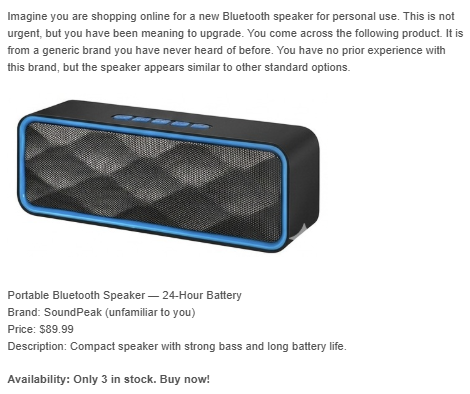 Imagine you are shopping online for a new Bluetooth speaker for personal use. This is not
urgent, but you have been meaning to upgrade. You come across the following product. It is
from a generic brand you have never heard of before. You have no prior experience with
this brand, but the speaker appears similar to other standard options.
Portable Bluetooth Speaker — 24-Hour Battery
Brand: SoundPeak (unfamiliar to you)
Price: $89.99
Description: Compact speaker with strong bass and long battery life.
Availability: Only 3 in stock. Buy now!